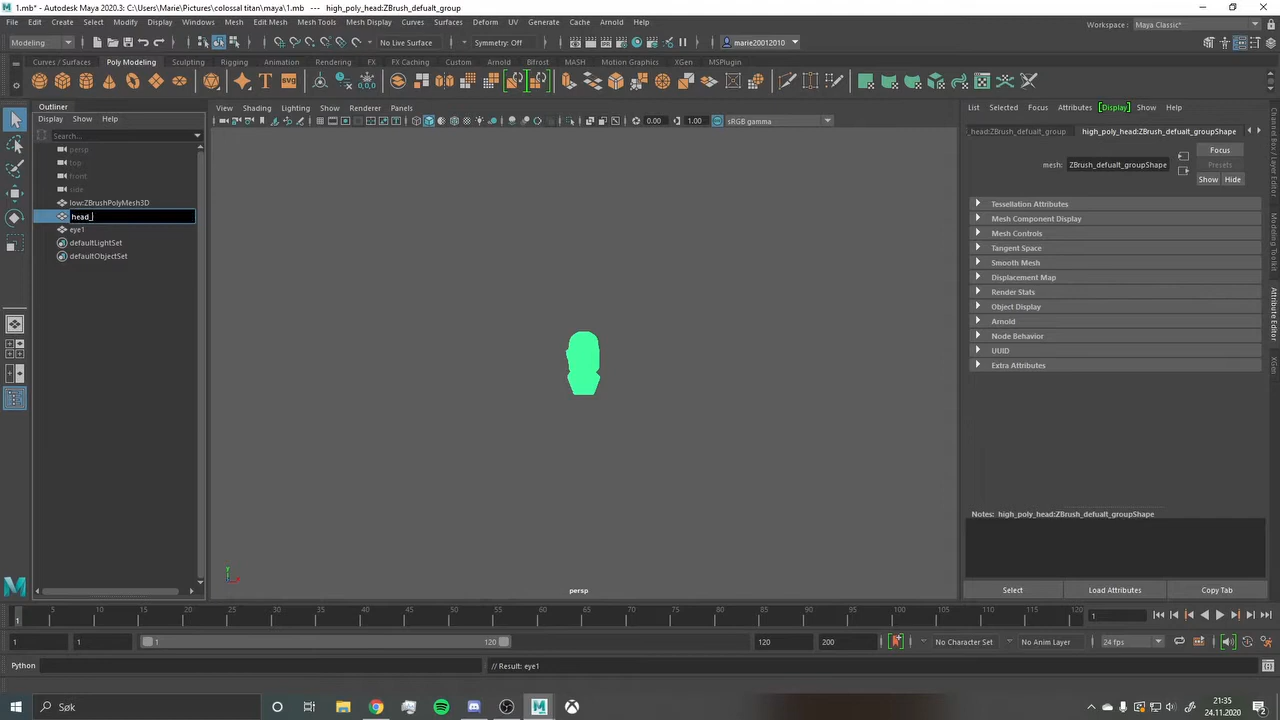 1.mb* - Autodesk Maya 2020.3: C:\Users\Marie\Pictures\colossal titan\maya\1.mb --- high_poly_head:ZBrush_defualt_group
File Edit Create Select Modify Display Windows Mesh Edit Mesh Mesh Tools Mesh Display Curves Surfaces Deform UV Generate Cache Arnold Help
Workspace: Maya Classic*
Modeling
No Live Surface
Symmetry: Off
marie20012010
Curves / Surfaces Poly Modeling Sculpting Rigging Animation Rendering FX FX Caching Custom Arnold Bifrost MASH Motion Graphics XGen MSPlugin
SVG
Outliner
Display Show Help
Search...
persp
top
front
side
low:ZBrushPolyMesh3D
head_
eye1
defaultLightSet
defaultObjectSet
View Shading Lighting Show Renderer Panels
0.00 1.00 sRGB gamma
persp
List Selected Focus Attributes Display Show Help
_head:ZBrush_defualt_group high_poly_head:ZBrush_defualt_groupShape
Focus
Presets
Show Hide
mesh: ZBrush_defualt_groupShape
Tessellation Attributes
Mesh Component Display
Mesh Controls
Tangent Space
Smooth Mesh
Displacement Map
Render Stats
Object Display
Arnold
Node Behavior
UUID
Extra Attributes
Notes: high_poly_head:ZBrush_defualt_groupShape
Select Load Attributes Copy Tab
Channel Box / Layer Editor
Modeling Toolkit
Attribute Editor
XGen
5 10 15 20 25 30 35 40 45 50 55 60 65 70 75 80 85 90 95 100 105 110 115 120
1
1
1 1 1 120 120 200
No Character Set No Anim Layer 24 fps
Python
// Result: eye1
Søk
21:35
24.11.2020
2